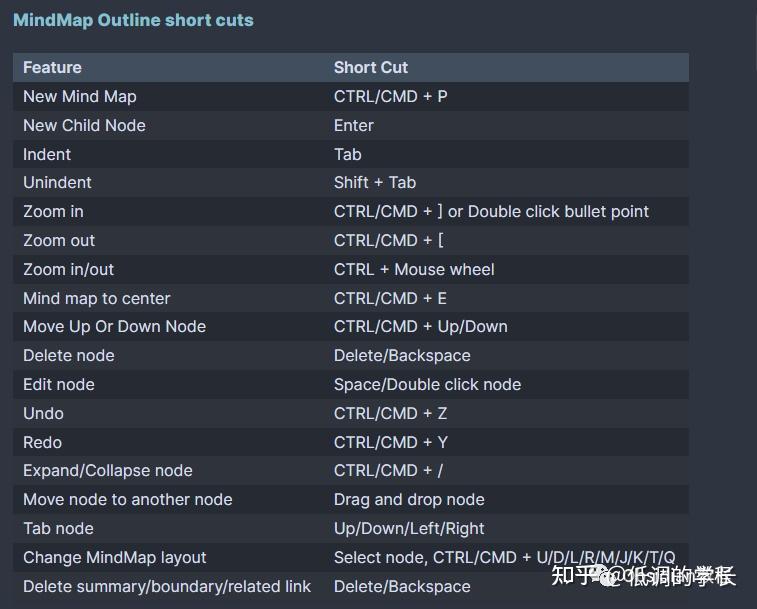 MindMap Outline short cuts
Feature Short Cut
New Mind Map CTRL/CMD + P
New Child Node Enter
Indent Tab
Unindent Shift + Tab
Zoom in CTRL/CMD + ] or Double click bullet point
Zoom out CTRL/CMD + [
Zoom in/out CTRL + Mouse wheel
Mind map to center CTRL/CMD + E
Move Up Or Down Node CTRL/CMD + Up/Down
Delete node Delete/Backspace
Edit node Space/Double click node
Undo CTRL/CMD + Z
Redo CTRL/CMD + Y
Expand/Collapse node CTRL/CMD + /
Move node to another node Drag and drop node
Tab node Up/Down/Left/Right
Change MindMap layout Select node, CTRL/CMD + U/D/L/R/M/J/K/T/Q
Delete summary/boundary/related link Delete/Backspace
知乎 @低调的学长